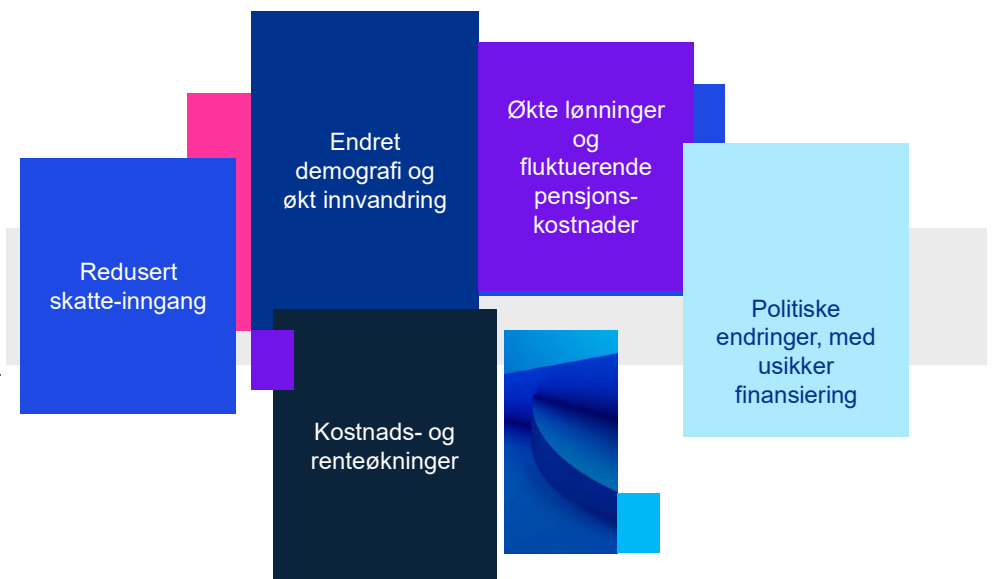 Redusert
skatte-inngang
Endret
demografi og
økt innvandring
Økte lønninger
og
fluktuerende
pensjons-
kostnader
Kostnads- og
renteøkninger
Politiske
endringer, med
usikker
finansiering